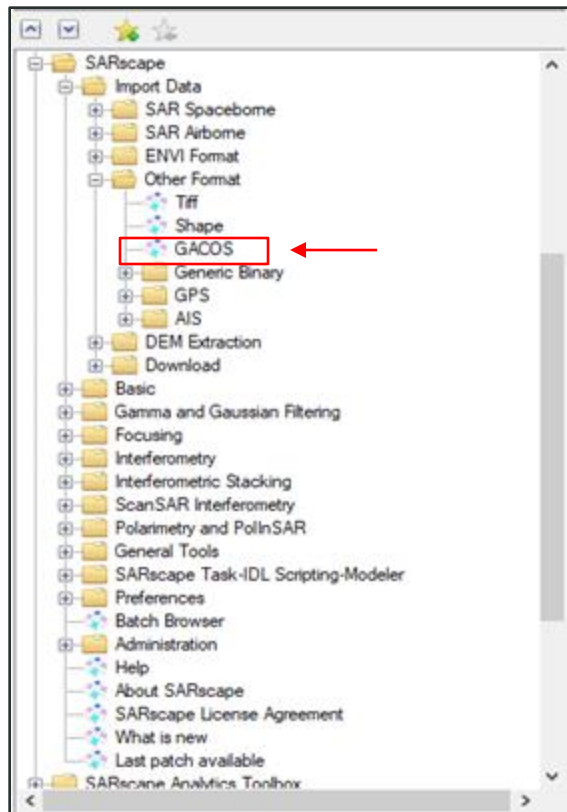 SARscape
Import Data
SAR Spaceborne
SAR Airborne
ENVI Format
Other Format
Tiff
Shape
GACOS
Generic Binary
GPS
AIS
DEM Extraction
Download
Basic
Gamma and Gaussian Filtering
Focusing
Interferometry
Interferometric Stacking
ScanSAR Interferometry
Polarimetry and PolInSAR
General Tools
SARscape Task-IDL Scripting-Modeler
Preferences
Batch Browser
Administration
Help
About SARscape
SARscape License Agreement
What is new
Last patch available
SARscape Analytics Toolbox